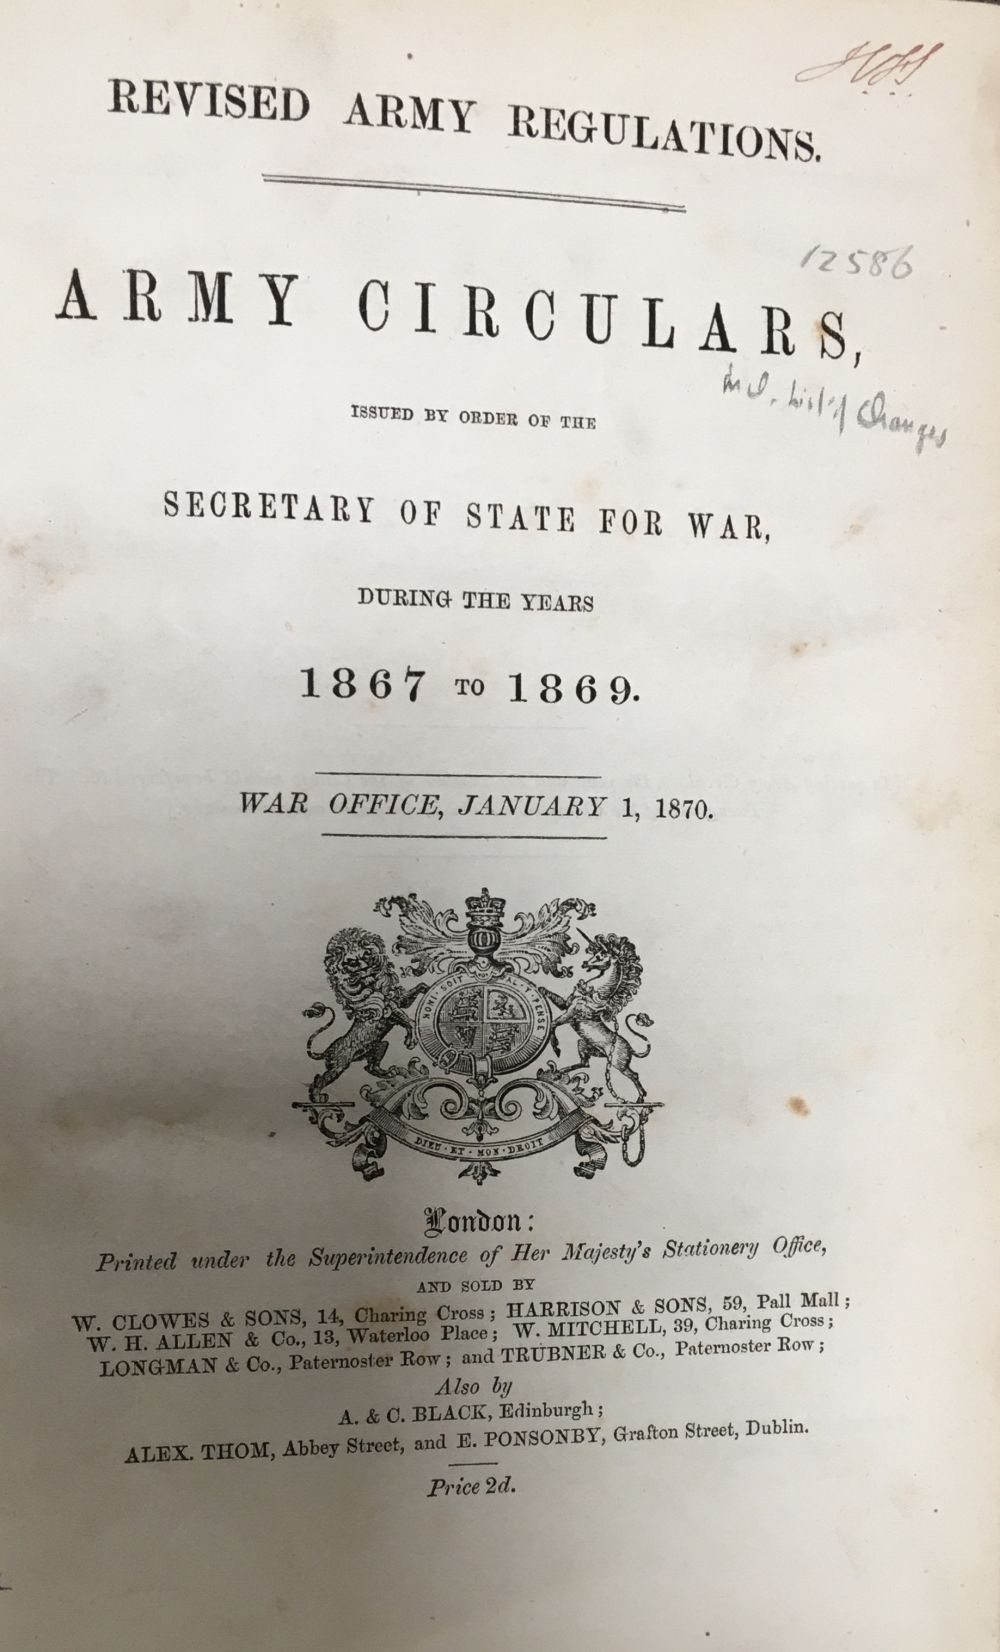 REVISED ARMY REGULATIONS.
12586
ARMY CIRCULARS,
Changes
ISSUED BY ORDER OF THE
SECRETARY OF STATE FOR WAR,
DURING THE YEARS
1867 TO 1869.
WAR OFFICE, JANUARY 1, 1870.
HONI · SOIT QUI MAL · Y · PENSE
DIEU · ET · MON · DROIT
London:
Printed under the Superintendence of Her Majesty's Stationery Office,
AND SOLD BY
W. CLOWES & SONS, 14, Charing Cross; HARRISON & SONS, 59, Pall Mall;
W. H. ALLEN & Co., 13, Waterloo Place; W. MITCHELL, 39, Charing Cross;
LONGMAN & Co., Paternoster Row; and TRÜBNER & Co., Paternoster Row;
Also by
A. & C. BLACK, Edinburgh;
ALEX. THOM, Abbey Street, and E. PONSONBY, Grafton Street, Dublin.
Price 2d.